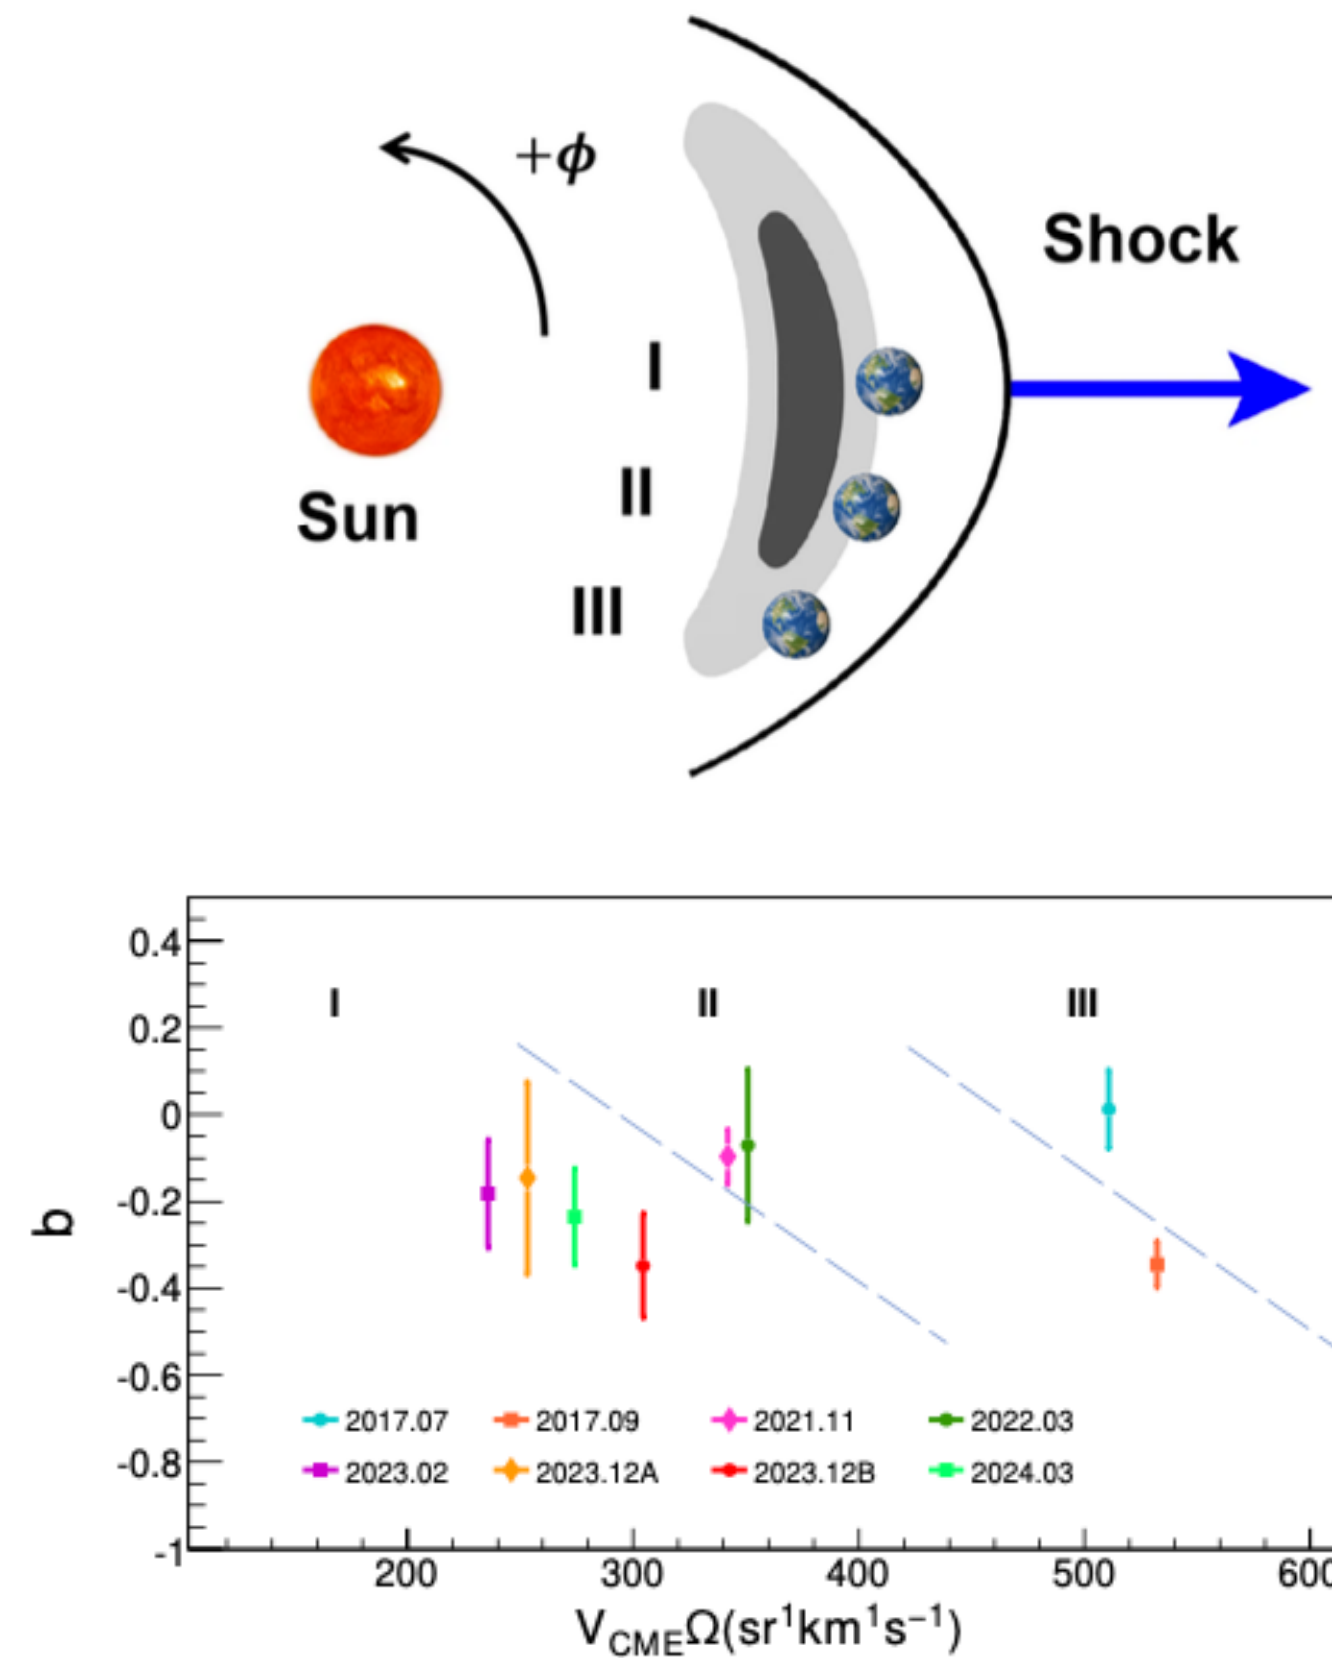 +ϕ
Shock
I
II
Sun
III
0.4
I II III
0.2
0
-0.2
b
-0.4
-0.6
2017.07 2017.09 2021.11 2022.03
-0.8
2023.02 2023.12A 2023.12B 2024.03
-1
200 300 400 500 600
V_CMEΩ(sr¹km¹s⁻¹)